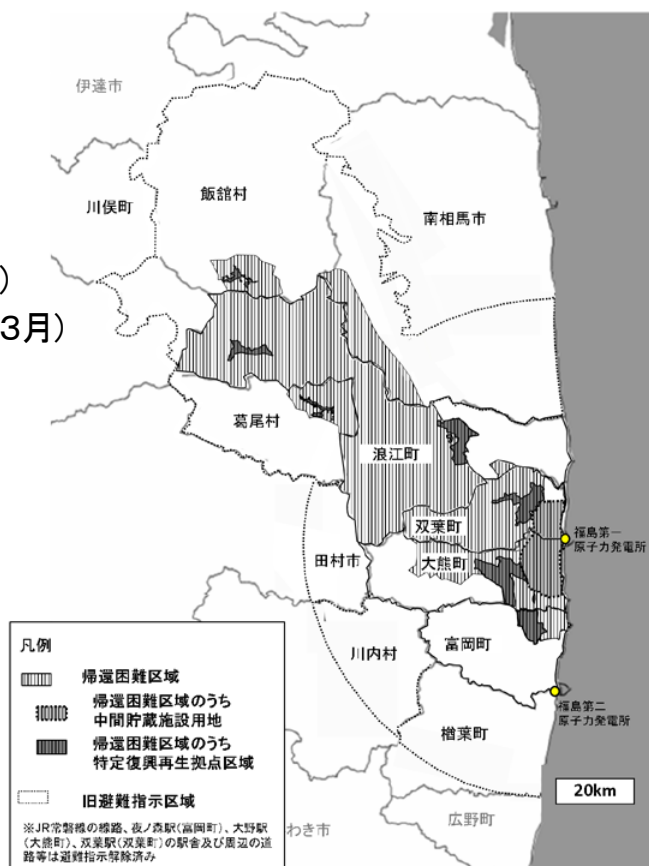 伊達市
飯舘村
川俣町
南相馬市
)
3月)
葛尾村
浪江町
双葉町
福島第一
原子力発電所
田村市
大熊町
川内村
富岡町
福島第二
原子力発電所
楢葉町
20km
広野町
わき市
凡例
帰還困難区域
帰還困難区域のうち
中間貯蔵施設用地
帰還困難区域のうち
特定復興再生拠点区域
旧避難指示区域
※JR常磐線の線路、夜ノ森駅(富岡町)、大野駅
(大熊町)、双葉駅(双葉町)の駅舎及び周辺の道
路等は避難指示解除済み